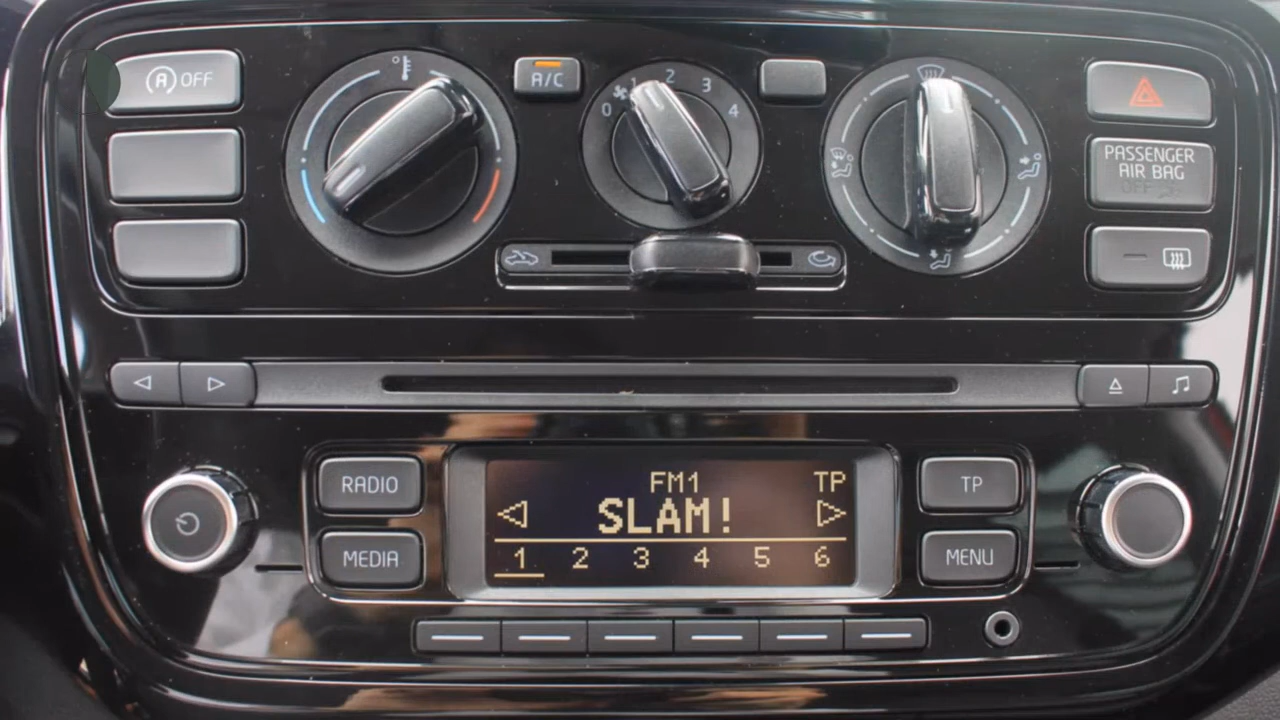 (A) OFF
A/C
0 1 2 3 4
PASSENGER
AIR BAG
OFF
RADIO
MEDIA
FM1 TP
SLAM!
1 2 3 4 5 6
TP
MENU